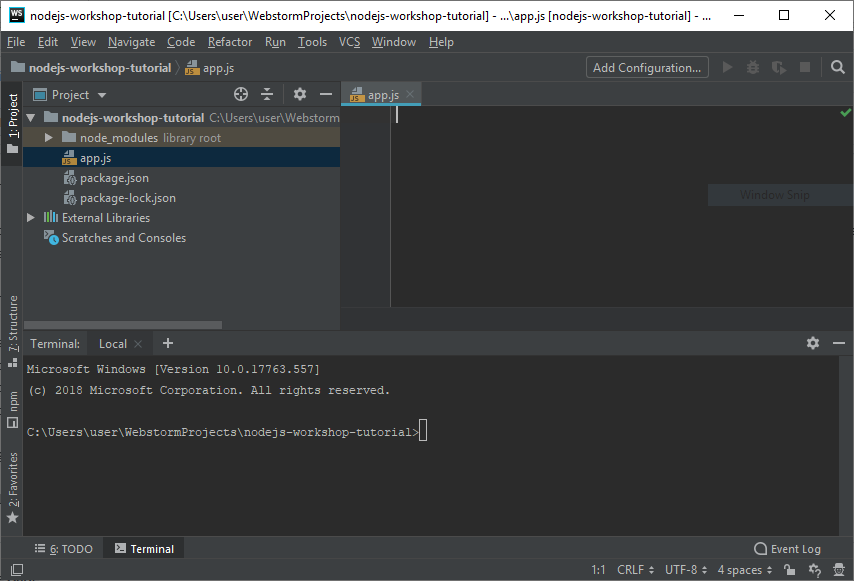 WS nodejs-workshop-tutorial [C:\Users\user\WebstormProjects\nodejs-workshop-tutorial] - ...\app.js [nodejs-workshop-tutorial] - ...
File Edit View Navigate Code Refactor Run Tools VCS Window Help
nodejs-workshop-tutorial app.js Add Configuration...
1: Project
Project
app.js
nodejs-workshop-tutorial C:\Users\user\Webstorm
node_modules library root
JS app.js
package.json
package-lock.json
External Libraries
Scratches and Consoles
Window Snip
7: Structure
npm
2: Favorites
Terminal: Local
Microsoft Windows [Version 10.0.17763.557]
(c) 2018 Microsoft Corporation. All rights reserved.
C:\Users\user\WebstormProjects\nodejs-workshop-tutorial>
6: TODO Terminal Event Log
1:1 CRLF UTF-8 4 spaces